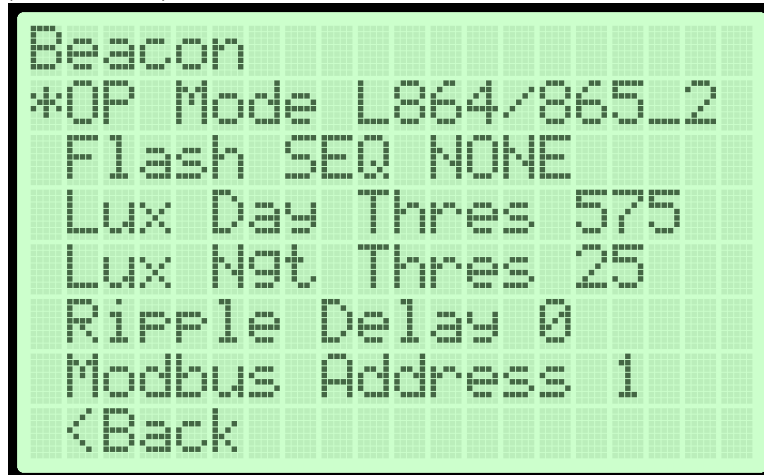 Beacon
*OP Mode L864/865_2
Flash SEQ NONE
Lux Day Thres 575
Lux Ngt Thres 25
Ripple Delay 0
Modbus Address 1
<Back